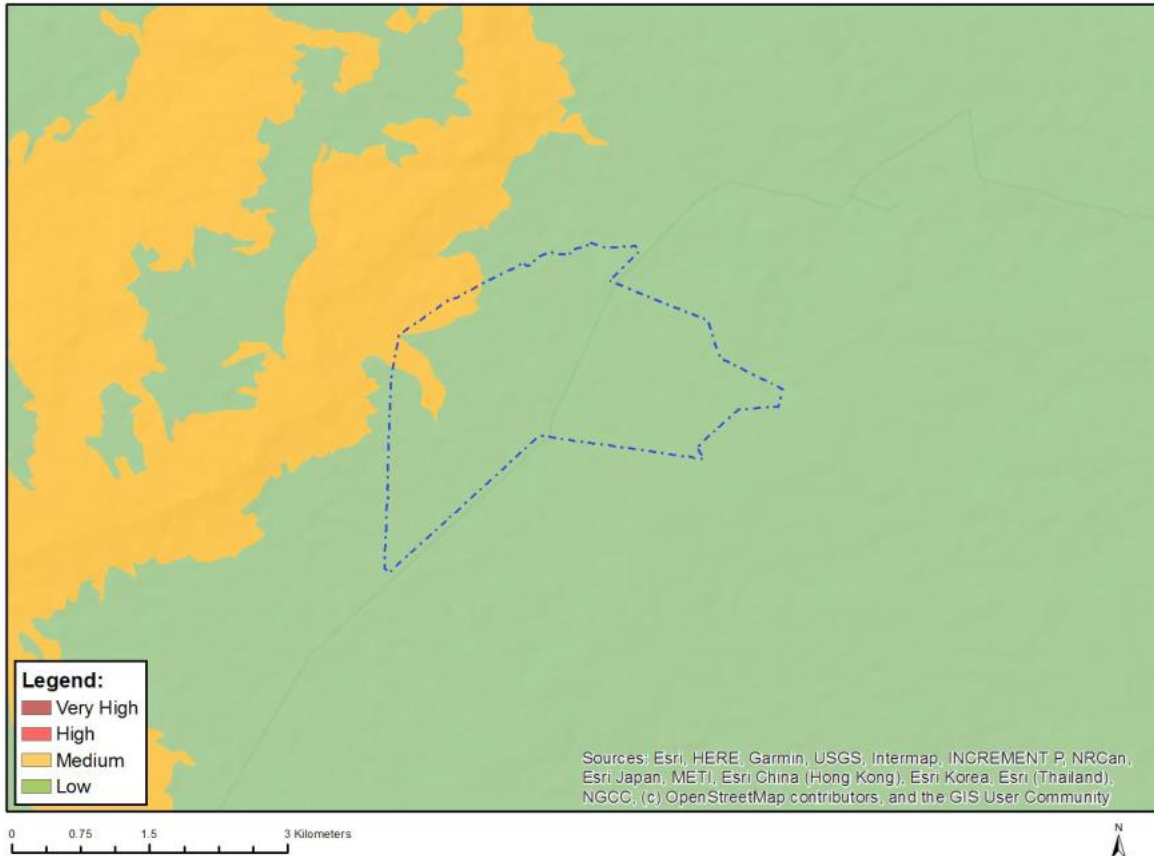 Legend:
Very High
High
Medium
Low
Sources: Esri, HERE, Garmin, USGS, Intermap, INCREMENT P, NRCan,
Esri Japan, METI, Esri China (Hong Kong), Esri Korea, Esri (Thailand),
NGCC, (c) OpenStreetMap contributors, and the GIS User Community
0 0.75 1.5 3 Kilometers
N